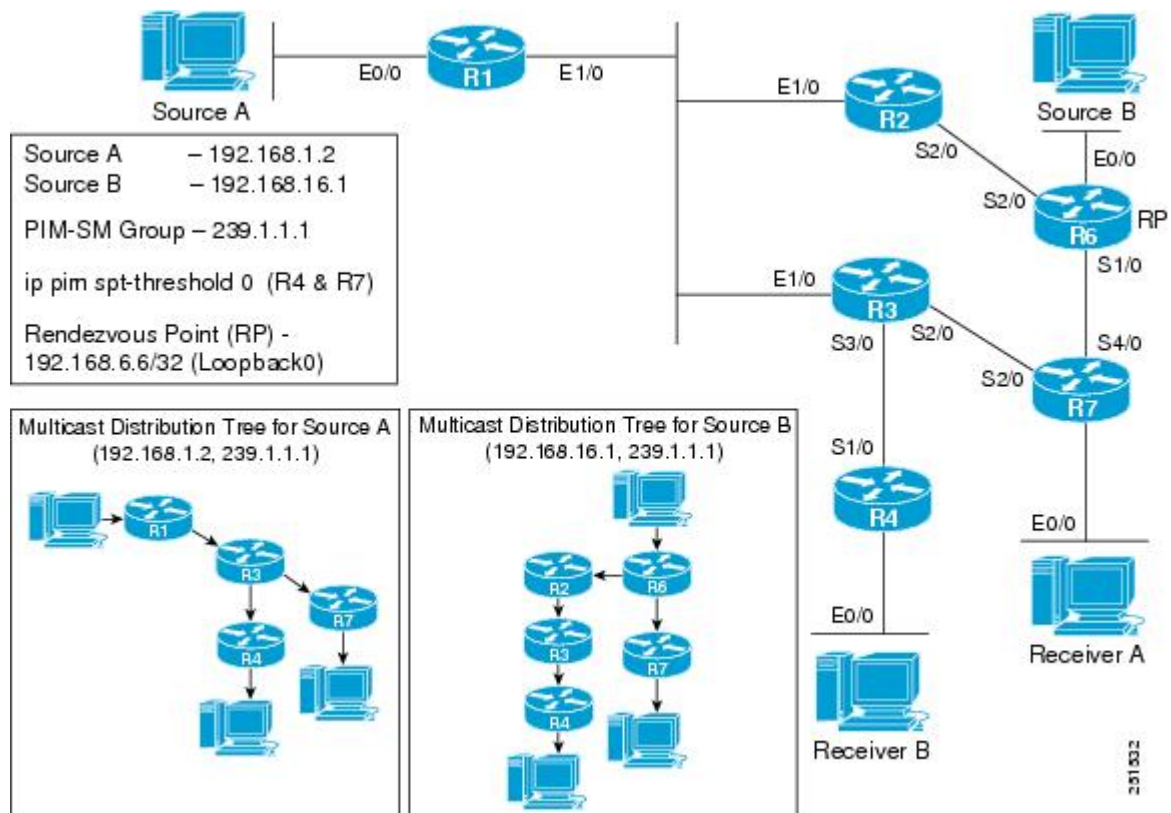 Source A
E0/0
R1
E1/0
E1/0
R2
S2/0
Source B
E0/0
S2/0
R6
RP
S1/0
Source A – 192.168.1.2
Source B – 192.168.16.1
PIM-SM Group – 239.1.1.1
ip pim spt-threshold 0 (R4 & R7)
Rendezvous Point (RP) -
192.168.6.6/32 (Loopback0)
E1/0
R3
S3/0
S2/0
S4/0
S2/0
R7
S1/0
R4
E0/0
Receiver B
E0/0
Receiver A
Multicast Distribution Tree for Source A
(192.168.1.2, 239.1.1.1)
R1
R3
R7
R4
Multicast Distribution Tree for Source B
(192.168.16.1, 239.1.1.1)
R2
R6
R3
R7
R4
251532